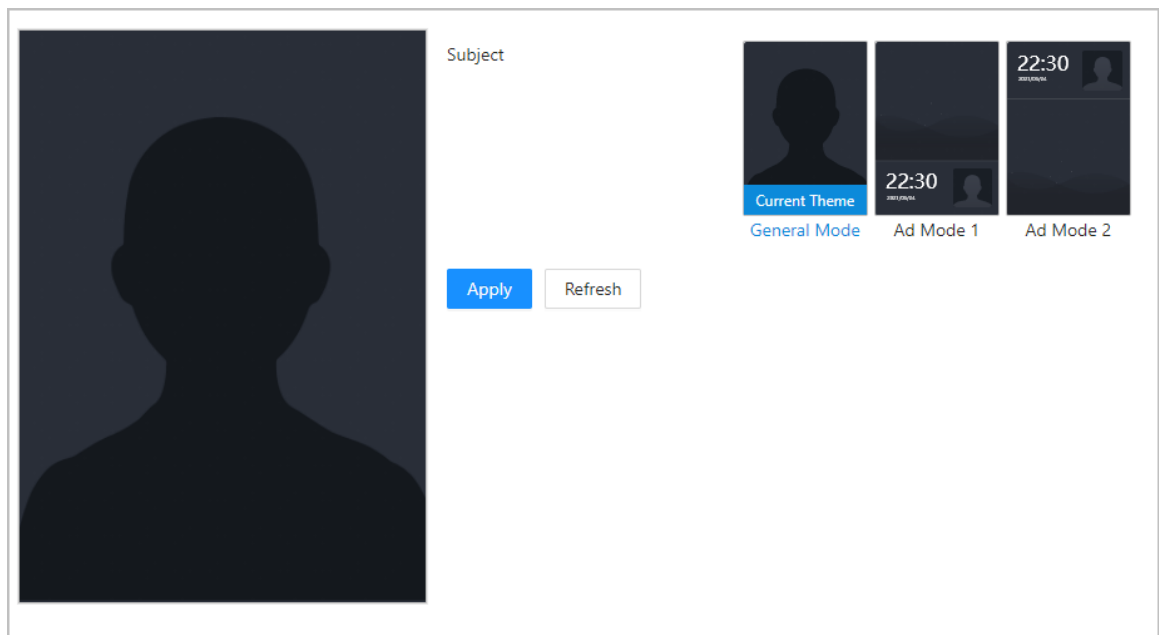 Subject
22:30
Current Theme
22:30
General Mode
Ad Mode 1
Ad Mode 2
Apply
Refresh